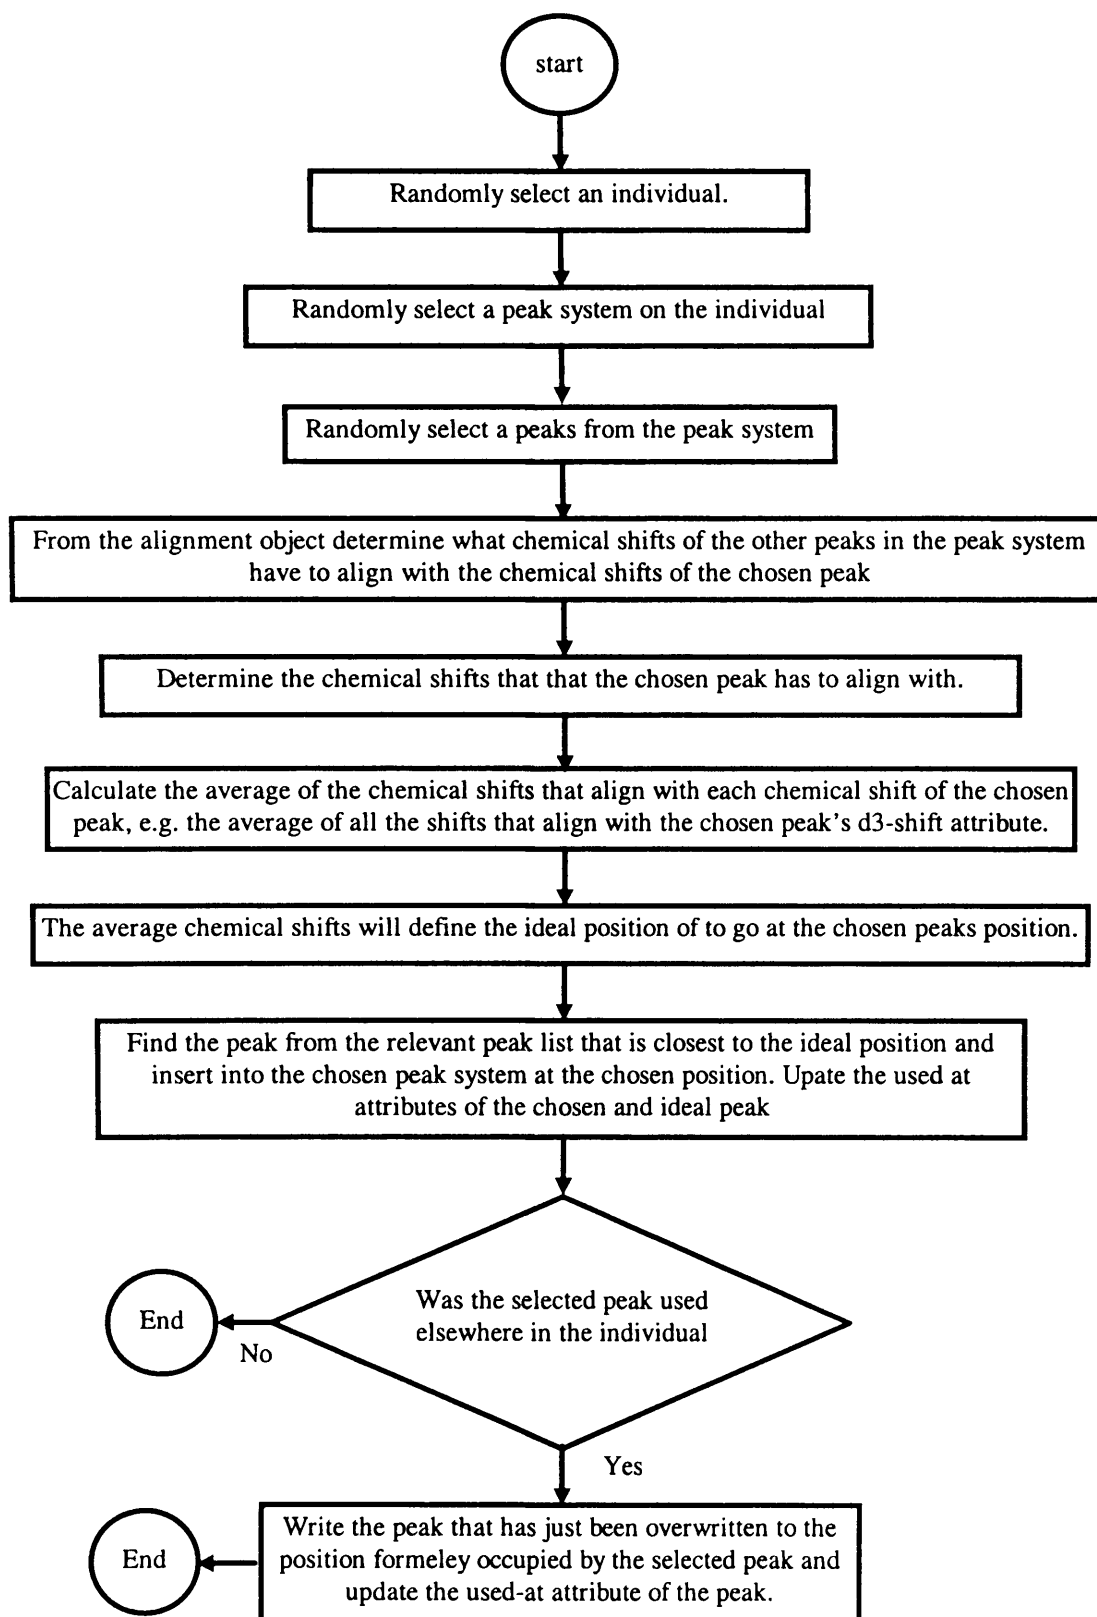 start
Randomly select an individual.
Randomly select a peak system on the individual
Randomly select a peaks from the peak system
From the alignment object determine what chemical shifts of the other peaks in the peak system
have to align with the chemical shifts of the chosen peak
Determine the chemical shifts that that the chosen peak has to align with.
Calculate the average of the chemical shifts that align with each chemical shift of the chosen
peak, e.g. the average of all the shifts that align with the chosen peak’s d3-shift attribute.
The average chemical shifts will define the ideal position of to go at the chosen peaks position.
Find the peak from the relevant peak list that is closest to the ideal position and
insert into the chosen peak system at the chosen position. Upate the used at
attributes of the chosen and ideal peak
Was the selected peak used
elsewhere in the individual
End
No
Yes
Write the peak that has just been overwritten to the
position formeley occupied by the selected peak and
update the used-at attribute of the peak.
End